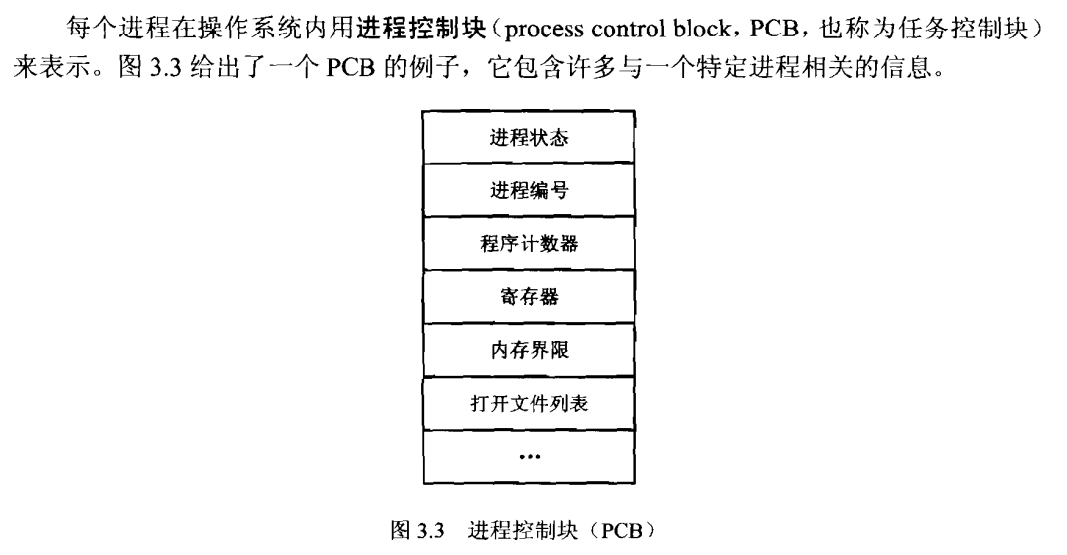 每个进程在操作系统内用进程控制块（process control block，PCB，也称为任务控制块）
来表示。图 3.3 给出了一个 PCB 的例子，它包含许多与一个特定进程相关的信息。
进程状态
进程编号
程序计数器
寄存器
内存界限
打开文件列表
•••
图 3.3 进程控制块（PCB）